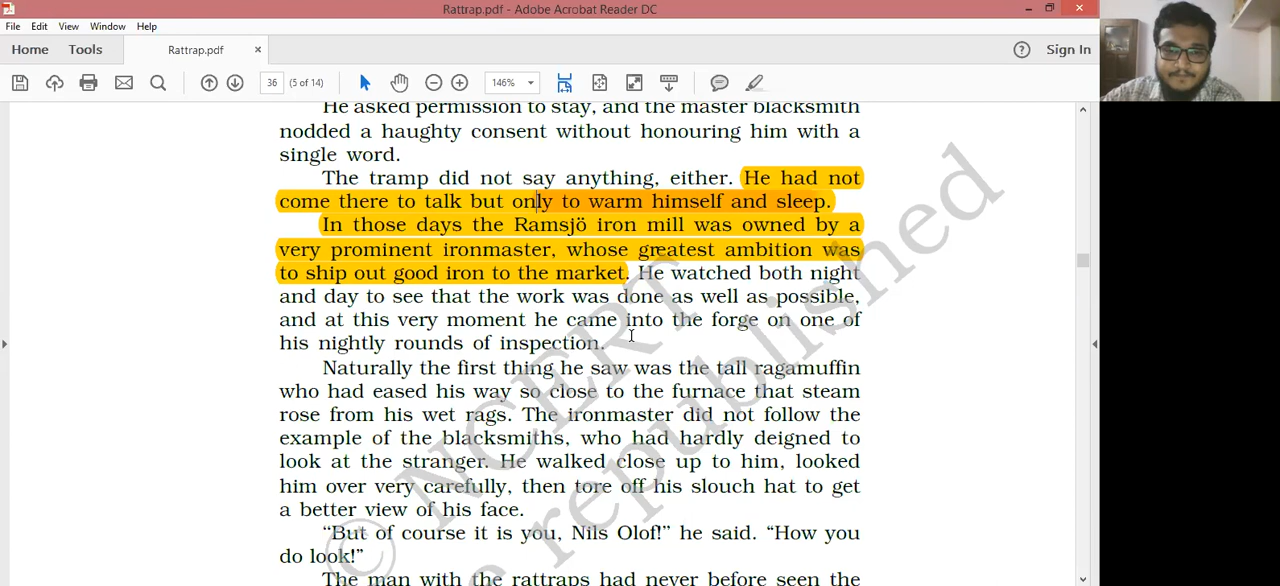 Rattrap.pdf - Adobe Acrobat Reader DC
File Edit View Window Help
Home Tools Rattrap.pdf × Sign In
36 (5 of 14) 146%
He asked permission to stay, and the master blacksmith
nodded a haughty consent without honouring him with a
single word.
The tramp did not say anything, either. He had not
come there to talk but only to warm himself and sleep.
In those days the Ramsjö iron mill was owned by a
very prominent ironmaster, whose greatest ambition was
to ship out good iron to the market. He watched both night
and day to see that the work was done as well as possible,
and at this very moment he came into the forge on one of
his nightly rounds of inspection.
Naturally the first thing he saw was the tall ragamuffin
who had eased his way so close to the furnace that steam
rose from his wet rags. The ironmaster did not follow the
example of the blacksmiths, who had hardly deigned to
look at the stranger. He walked close up to him, looked
him over very carefully, then tore off his slouch hat to get
a better view of his face.
“But of course it is you, Nils Olof!” he said. “How you
do look!”
The man with the rattraps had never before seen the
© NCERT
e republished